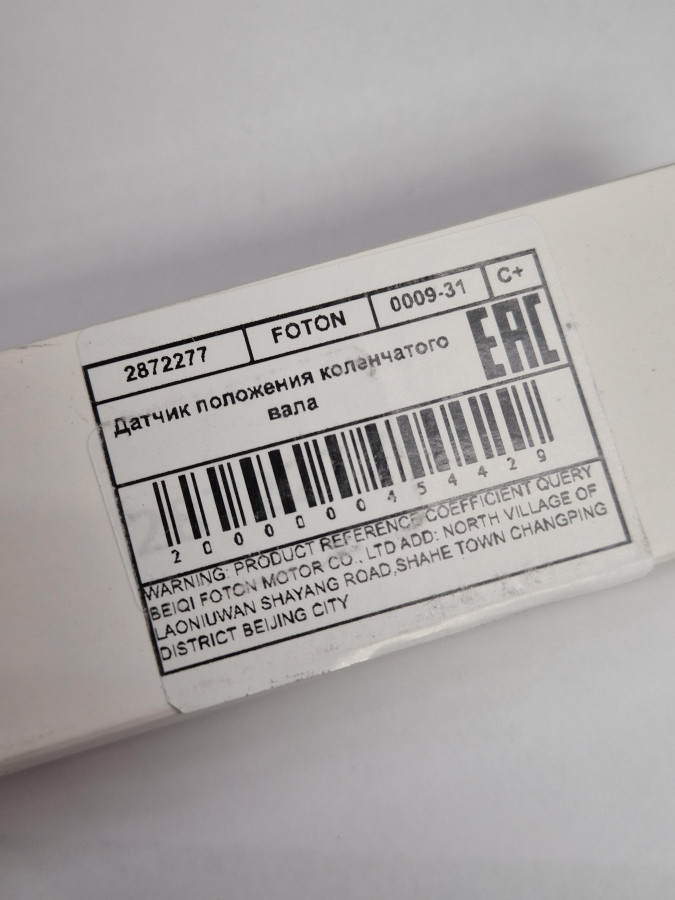 2872277 FOTON 0009-31 C+
Датчик положения коленчатого
вала
EAC
2000000454429
WARNING: PRODUCT REFERENCE COEFFICIENT QUERY
BEIQI FOTON MOTOR CO., LTD ADD: NORTH VILLAGE OF
LAONIUWAN SHAYANG ROAD,SHAHE TOWN CHANGPING
DISTRICT BEIJING CITY